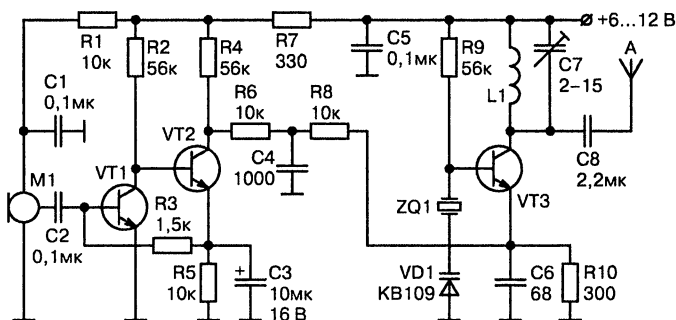 R1
10к
R2
56к
R4
56к
R7
330
C5
0,1мк
R9
56к
L1
C7
2–15
+6...12 В
А
C1
0,1мк
VT2
R6
10к
R8
10к
C4
1000
C8
2,2мк
М1
VT1
R3
1,5к
C2
0,1мк
VT3
ZQ1
R5
10к
+
C3
10мк
16 В
VD1
КВ109
C6
68
R10
300